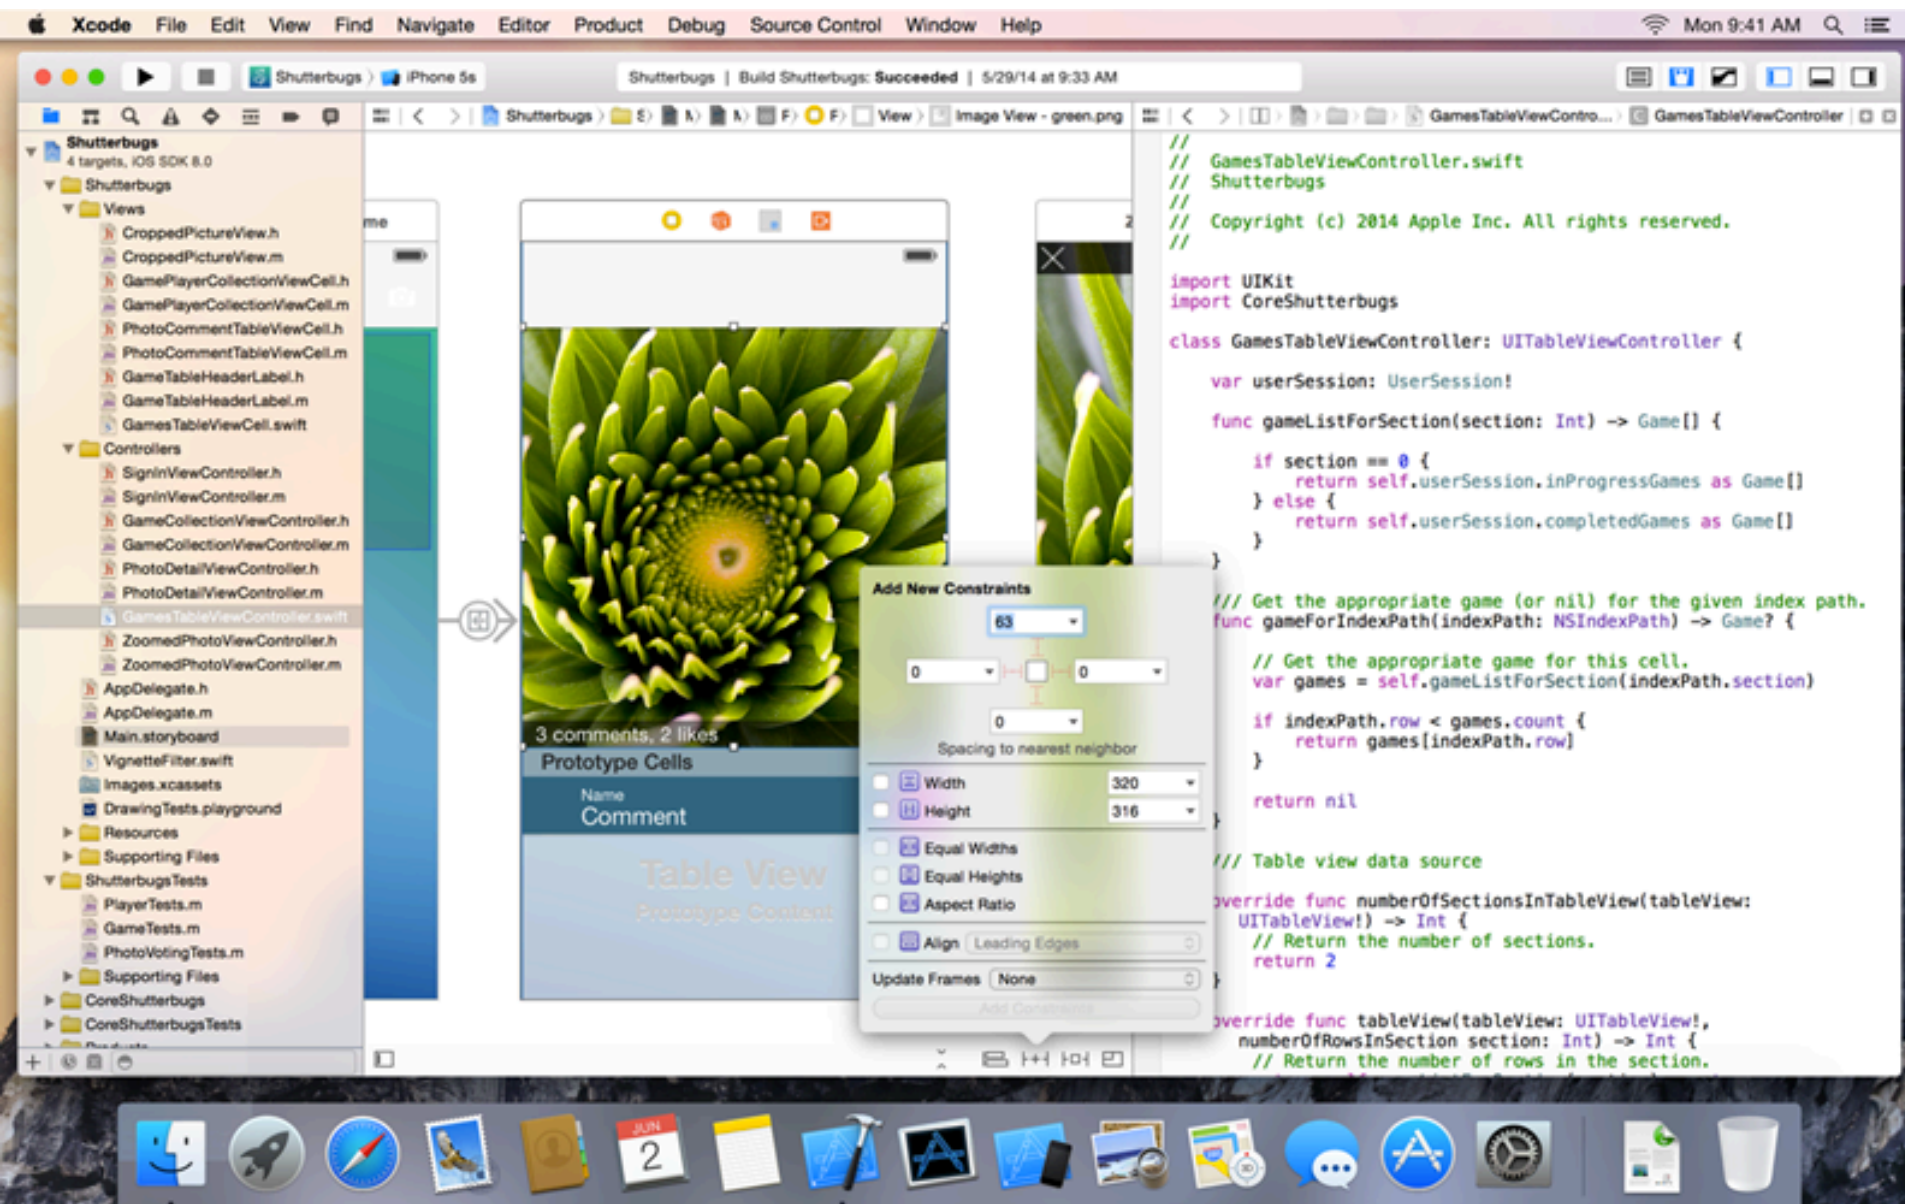 Xcode File Edit View Find Navigate Editor Product Debug Source Control Window Help Mon 9:41 AM
Shutterbugs iPhone 5s
Shutterbugs | Build Shutterbugs: Succeeded | 5/29/14 at 9:33 AM
Shutterbugs View Image View - green.png
GamesTableViewContro... GamesTableViewController
Shutterbugs
4 targets, iOS SDK 8.0
Shutterbugs
Views
CroppedPictureView.h
CroppedPictureView.m
GamePlayerCollectionViewCell.h
GamePlayerCollectionViewCell.m
PhotoCommentTableViewCell.h
PhotoCommentTableViewCell.m
GameTableHeaderLabel.h
GameTableHeaderLabel.m
GamesTableViewCell.swift
Controllers
SignInViewController.h
SignInViewController.m
GameCollectionViewController.h
GameCollectionViewController.m
PhotoDetailViewController.h
PhotoDetailViewController.m
GamesTableViewController.swift
ZoomedPhotoViewController.h
ZoomedPhotoViewController.m
AppDelegate.h
AppDelegate.m
Main.storyboard
VignetteFilter.swift
Images.xcassets
DrawingTests.playground
Resources
Supporting Files
ShutterbugsTests
PlayerTests.m
GameTests.m
PhotoVotingTests.m
Supporting Files
CoreShutterbugs
CoreShutterbugsTests
Products
me
3 comments, 2 likes
Prototype Cells
Name
Comment
Table View
Prototype Content
Add New Constraints
63
0 0
0
Spacing to nearest neighbor
Width 320
Height 316
Equal Widths
Equal Heights
Aspect Ratio
Align Leading Edges
Update Frames None
Add Constraints
//
// GamesTableViewController.swift
// Shutterbugs
//
// Copyright (c) 2014 Apple Inc. All rights reserved.
//
import UIKit
import CoreShutterbugs
class GamesTableViewController: UITableViewController {
var userSession: UserSession!
func gameListForSection(section: Int) -> Game[] {
if section == 0 {
return self.userSession.inProgressGames as Game[]
} else {
return self.userSession.completedGames as Game[]
}
}
/// Get the appropriate game (or nil) for the given index path.
func gameForIndexPath(indexPath: NSIndexPath) -> Game? {
// Get the appropriate game for this cell.
var games = self.gameListForSection(indexPath.section)
if indexPath.row < games.count {
return games[indexPath.row]
}
return nil
}
/// Table view data source
override func numberOfSectionsInTableView(tableView:
UITableView!) -> Int {
// Return the number of sections.
return 2
}
override func tableView(tableView: UITableView!,
numberOfRowsInSection section: Int) -> Int {
// Return the number of rows in the section.
JUN
2